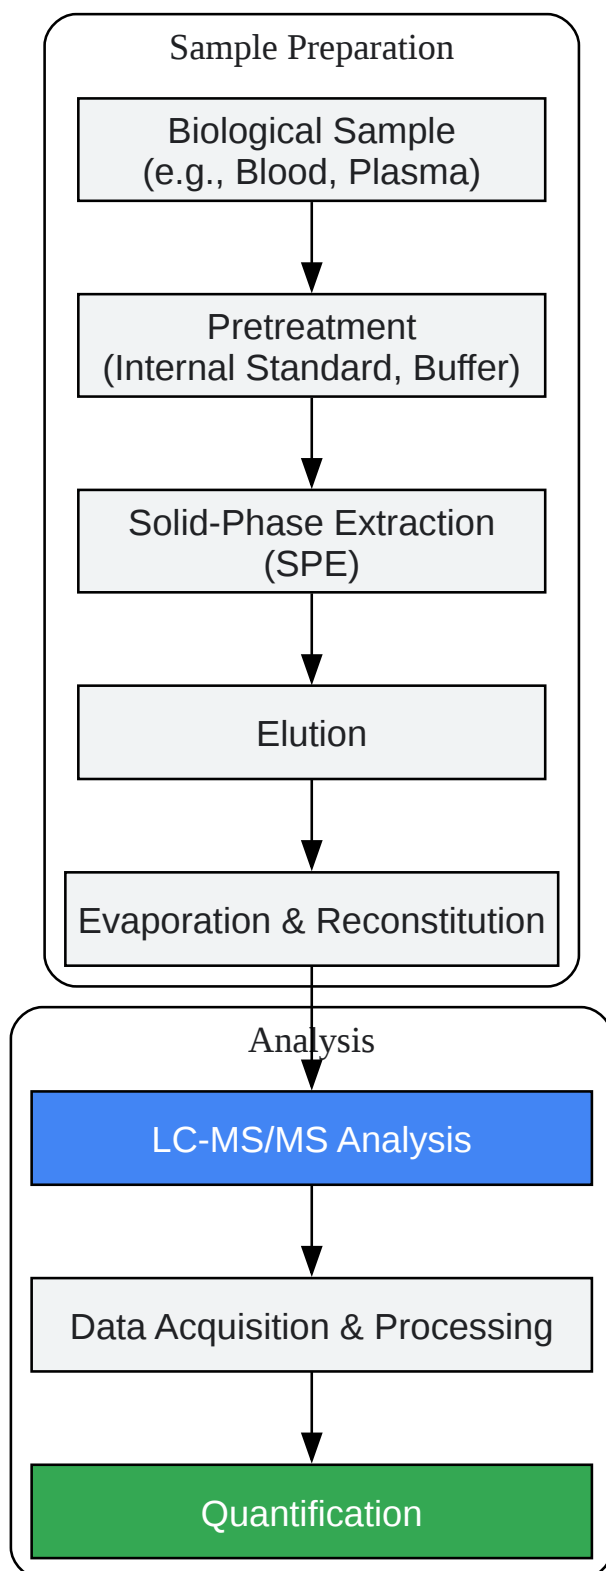 Sample Preparation
Biological Sample
(e.g., Blood, Plasma)
Pretreatment
(Internal Standard, Buffer)
Solid-Phase Extraction
(SPE)
Elution
Evaporation & Reconstitution
Analysis
LC-MS/MS Analysis
Data Acquisition & Processing
Quantification